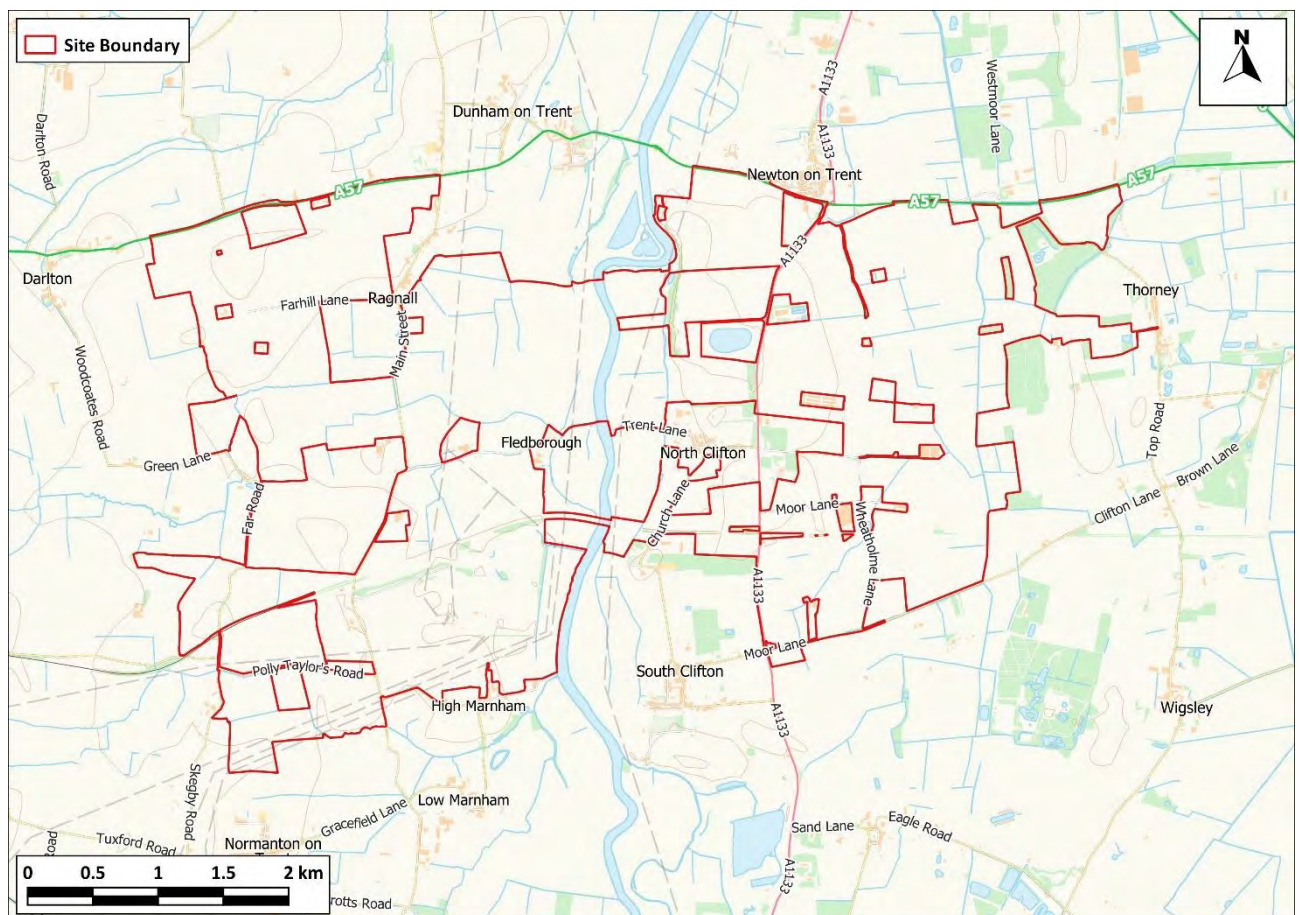 Site Boundary
N
A1133
Westmoor Lane
Darlton Road
Dunham on Trent
A1133
Newton on Trent
A57
A57
A57
A1133
Darlton
Thorney
Farhill Lane
Ragnall
Main Street
Woodcoates Road
Trent Lane
Fledborough
North Clifton
Green Lane
Top Road
Brown Lane
Clifton Lane
Far Road
Church Lane
Moor Lane
Wheatholme Lane
A1133
Moor Lane
Polly Taylor's Road
South Clifton
High Marnham
Wigsley
A1133
Skegby Road
Low Marnham
Gracefield Lane
Sand Lane
Eagle Road
Tuxford Road
Normanton on
A1133
0 0.5 1 1.5 2 km